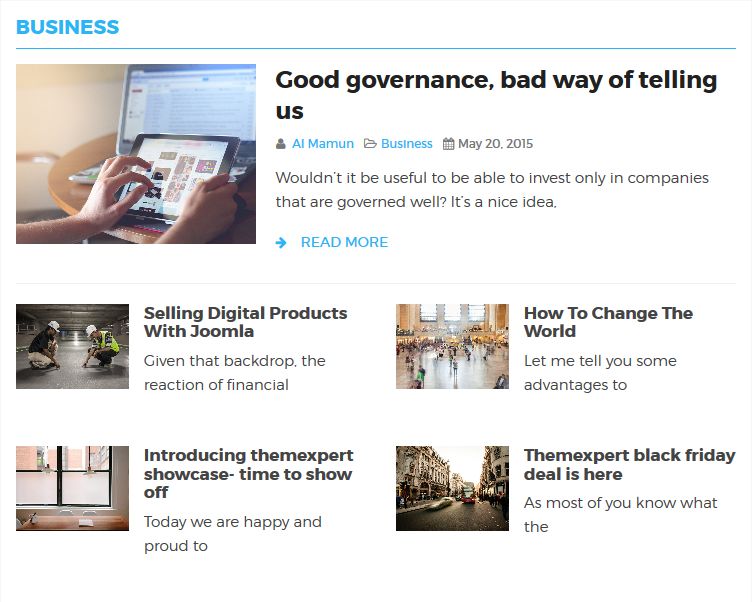 BUSINESS
Good governance, bad way of telling
us
Al Mamun Business May 20, 2015
Wouldn't it be useful to be able to invest only in companies
that are governed well? It's a nice idea,
READ MORE
Selling Digital Products
With Joomla
Given that backdrop, the
reaction of financial
How To Change The
World
Let me tell you some
advantages to
Introducing themexpert
showcase- time to show
off
Today we are happy and
proud to
Themexpert black friday
deal is here
As most of you know what
the